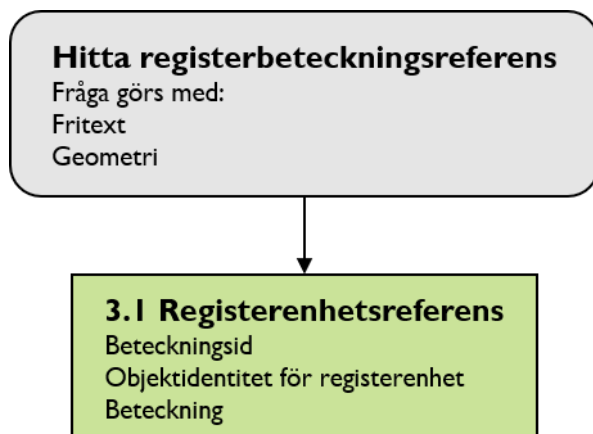 Hitta registerbeteckningsreferens
Fråga görs med:
Fritext
Geometri
3.1 Registerenhetsreferens
Beteckningsid
Objektidentitet för registerenhet
Beteckning